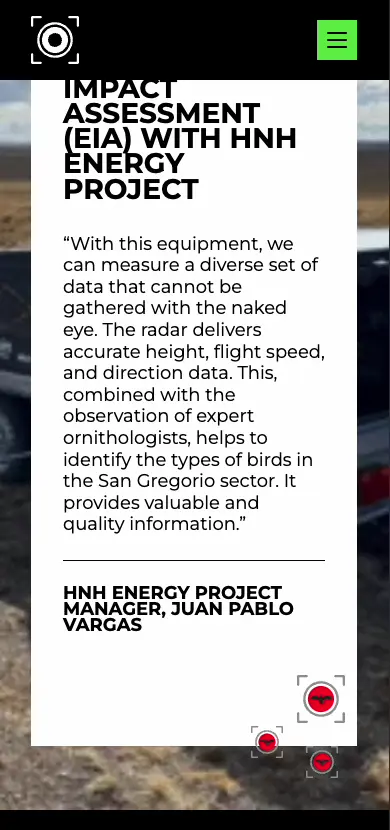 IMPACT
ASSESSMENT
(EIA) WITH HNH
ENERGY
PROJECT
“With this equipment, we
can measure a diverse set of
data that cannot be
gathered with the naked
eye. The radar delivers
accurate height, flight speed,
and direction data. This,
combined with the
observation of expert
ornithologists, helps to
identify the types of birds in
the San Gregorio sector. It
provides valuable and
quality information.”
HNH ENERGY PROJECT
MANAGER, JUAN PABLO
VARGAS